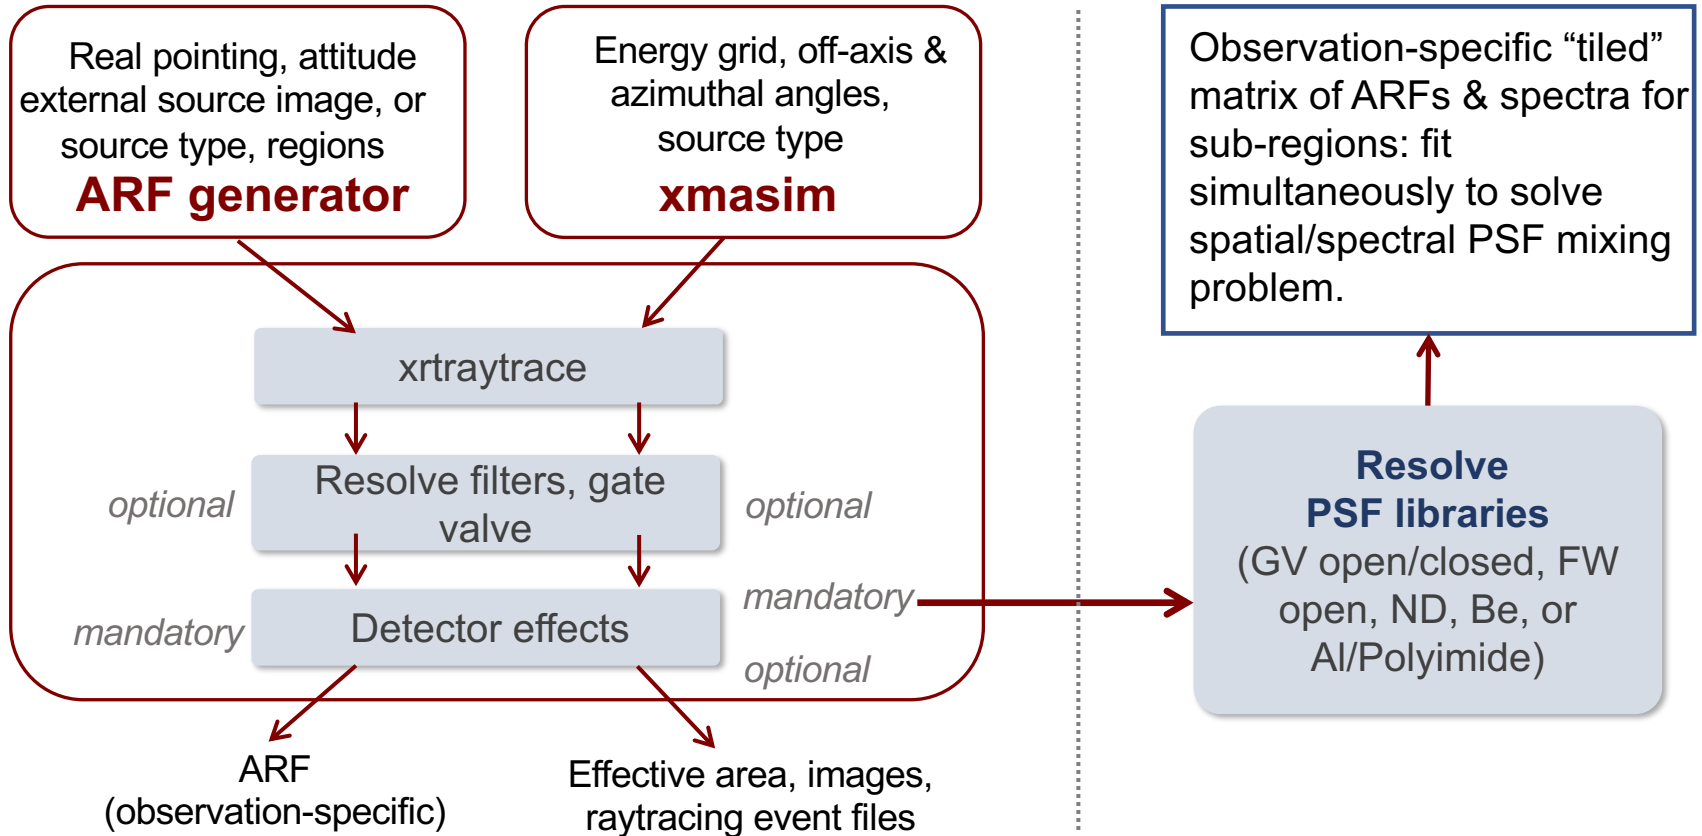 Real pointing, attitude
external source image, or
source type, regions
ARF generator
Energy grid, off-axis &
azimuthal angles,
source type
xmasim
xrtraytrace
optional
Resolve filters, gate
valve
optional
mandatory
Detector effects
mandatory
optional
ARF
(observation-specific)
Effective area, images,
raytracing event files
Observation-specific “tiled”
matrix of ARFs & spectra for
sub-regions: fit
simultaneously to solve
spatial/spectral PSF mixing
problem.
Resolve
PSF libraries
(GV open/closed, FW
open, ND, Be, or
Al/Polyimide)